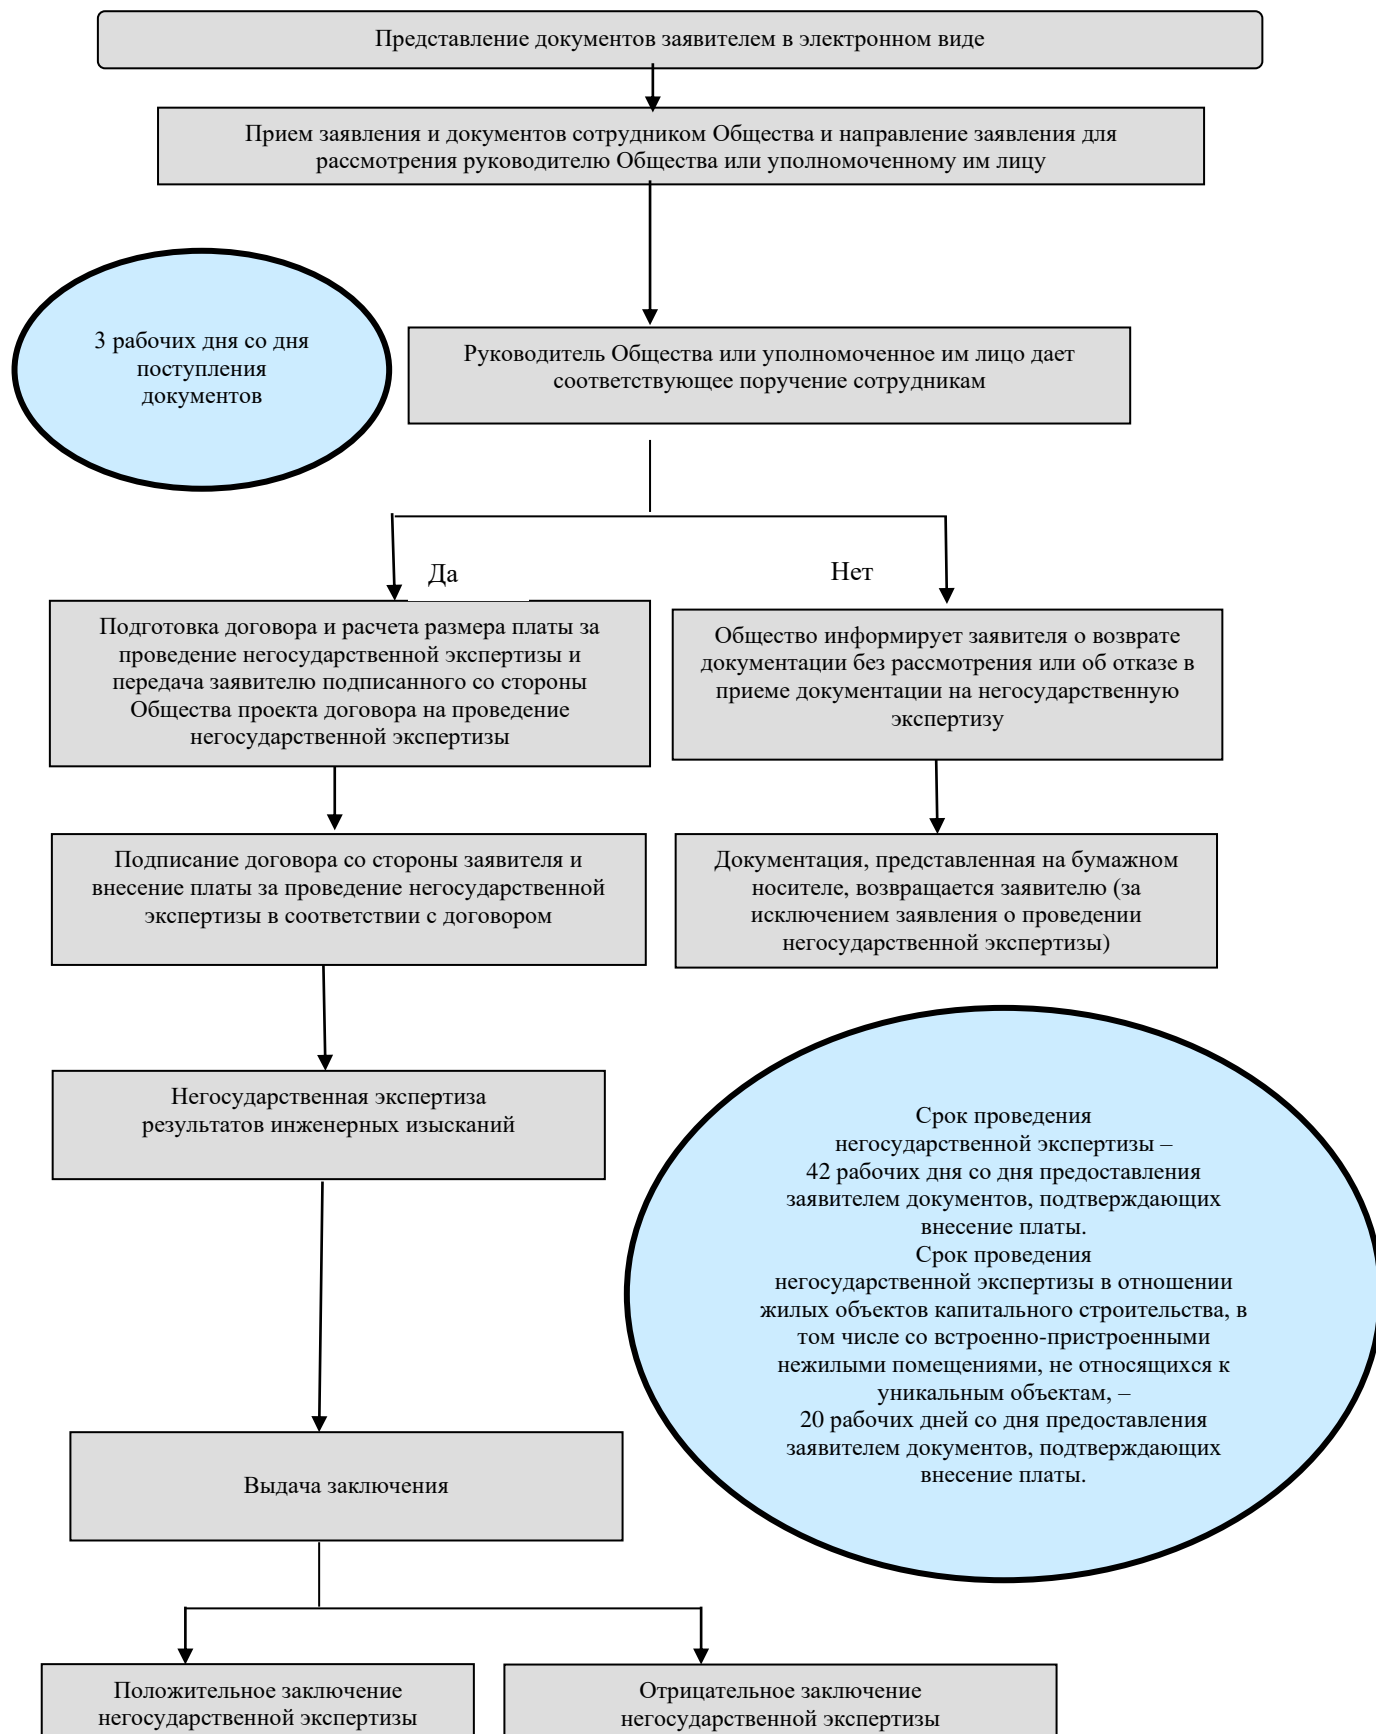 Представление документов заявителем в электронном виде
Прием заявления и документов сотрудником Общества и направление заявления для
рассмотрения руководителю Общества или уполномоченному им лицу
3 рабочих дня со дня
поступления
документов
Руководитель Общества или уполномоченное им лицо дает
соответствующее поручение сотрудникам
Да
Нет
Подготовка договора и расчета размера платы за
проведение негосударственной экспертизы и
передача заявителю подписанного со стороны
Общества проекта договора на проведение
негосударственной экспертизы
Общество информирует заявителя о возврате
документации без рассмотрения или об отказе в
приеме документации на негосударственную
экспертизу
Подписание договора со стороны заявителя и
внесение платы за проведение негосударственной
экспертизы в соответствии с договором
Документация, представленная на бумажном
носителе, возвращается заявителю (за
исключением заявления о проведении
негосударственной экспертизы)
Негосударственная экспертиза
результатов инженерных изысканий
Срок проведения
негосударственной экспертизы –
42 рабочих дня со дня предоставления
заявителем документов, подтверждающих
внесение платы.
Срок проведения
негосударственной экспертизы в отношении
жилых объектов капитального строительства, в
том числе со встроенно-пристроенными
нежилыми помещениями, не относящихся к
уникальным объектам, –
20 рабочих дней со дня предоставления
заявителем документов, подтверждающих
внесение платы.
Выдача заключения
Положительное заключение
негосударственной экспертизы
Отрицательное заключение
негосударственной экспертизы